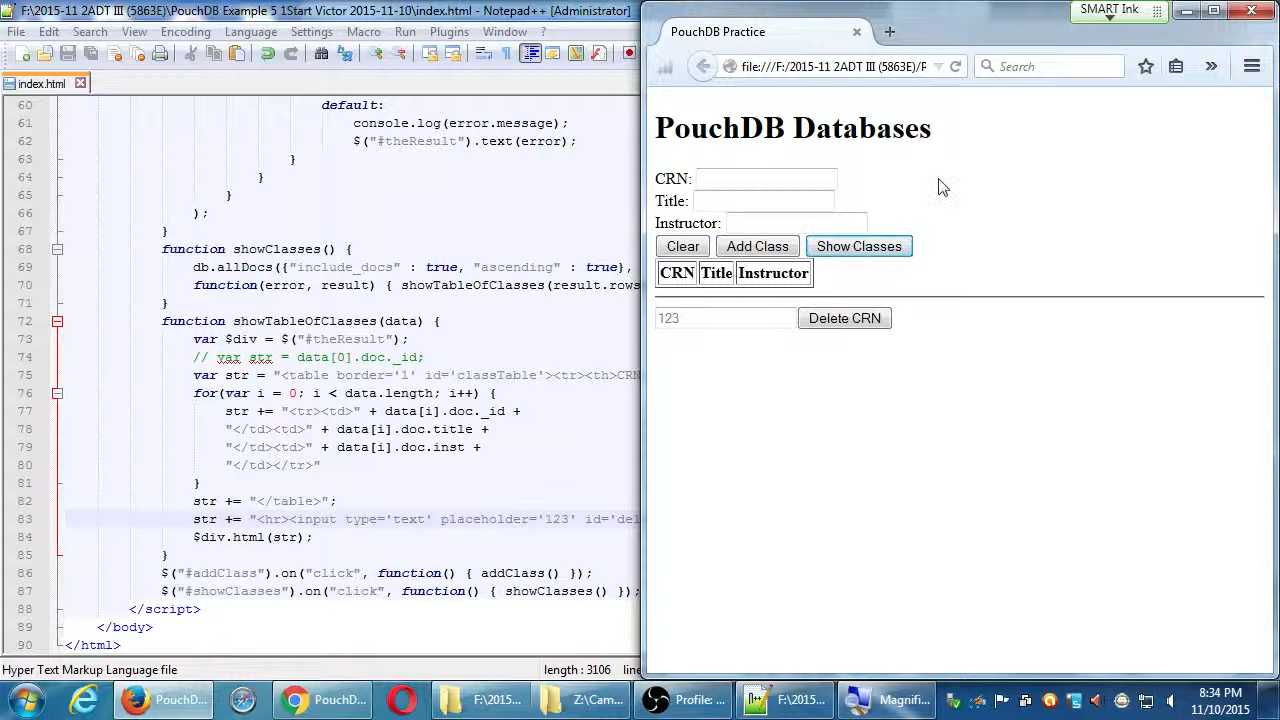 F:\2015-11 2ADT III (5863E)\PouchDB Example 5 1Start Victor 2015-11-10\index.html - Notepad++ [Administrator]
File Edit Search View Encoding Language Settings Macro Run Plugins Window ?
index.html
60 default:
61 console.log(error.message);
62 $("#theResult").text(error);
63 }
64 }
65 }
66 );
67 }
68 function showClasses() {
69 db.allDocs({"include_docs" : true, "ascending" : true},
70 function(error, result) { showTableOfClasses(result.rows
71 }
72 function showTableOfClasses(data) {
73 var $div = $("#theResult");
74 // var str = data[0].doc._id;
75 var str = "<table border='1' id='classTable'><tr><th>CRN
76 for(var i = 0; i < data.length; i++) {
77 str += "<tr><td>" + data[i].doc._id +
78 "</td><td>" + data[i].doc.title +
79 "</td><td>" + data[i].doc.inst +
80 "</td></tr>"
81 }
82 str += "</table>";
83 str += "<hr><input type='text' placeholder='123' id='del
84 $div.html(str);
85 }
86 $("#addClass").on("click", function() { addClass() });
87 $("#showClasses").on("click", function() { showClasses() });
88 </script>
89 </body>
90 </html>
Hyper Text Markup Language file length : 3106 line
SMART Ink
PouchDB Practice
file:///F:/2015-11 2ADT III (5863E)/F
Search
PouchDB Databases
CRN:
Title:
Instructor:
Clear Add Class Show Classes
CRN Title Instructor
123 Delete CRN
PouchD... PouchD... F:\2015... Z:\Cam... Profile: ... F:\2015... Magnifi...
8:34 PM
11/10/2015